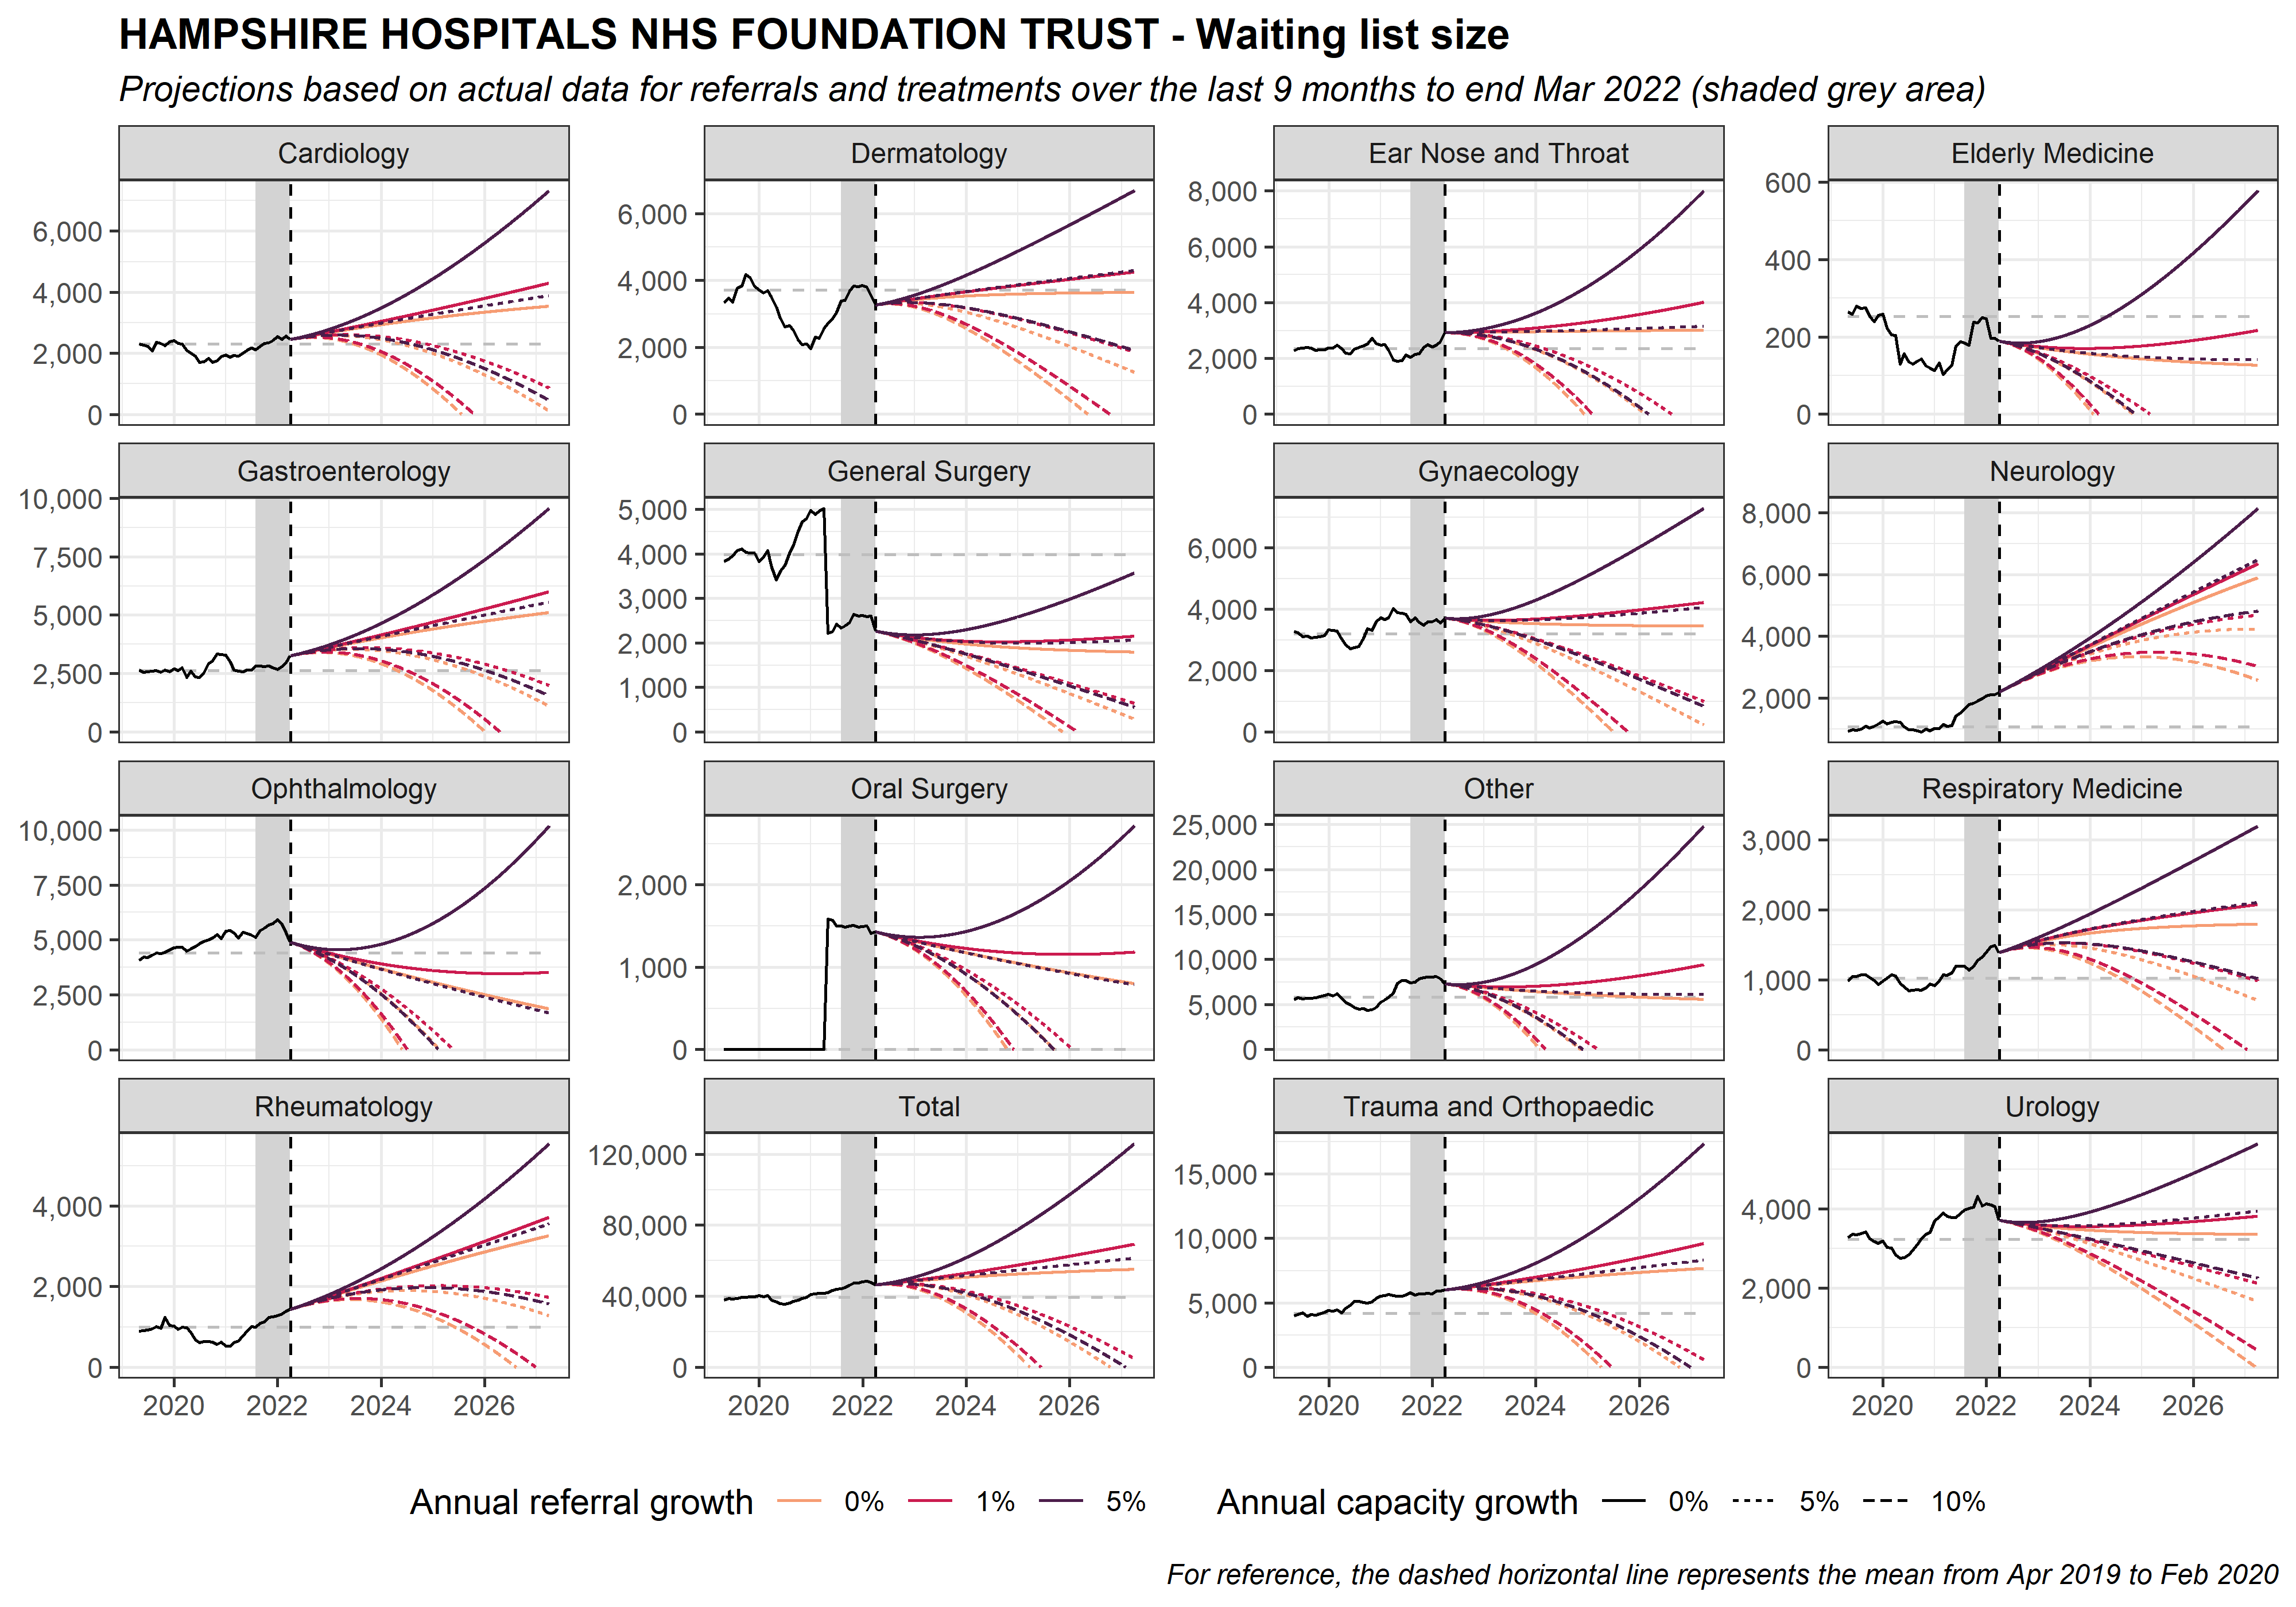 HAMPSHIRE HOSPITALS NHS FOUNDATION TRUST - Waiting list size
Projections based on actual data for referrals and treatments over the last 9 months to end Mar 2022 (shaded grey area)
Cardiology
6,000
4,000
2,000
0
Dermatology
6,000
4,000
2,000
0
Ear Nose and Throat
8,000
6,000
4,000
2,000
0
Elderly Medicine
600
400
200
0
Gastroenterology
10,000
7,500
5,000
2,500
0
General Surgery
5,000
4,000
3,000
2,000
1,000
0
Gynaecology
6,000
4,000
2,000
0
Neurology
8,000
6,000
4,000
2,000
Ophthalmology
10,000
7,500
5,000
2,500
0
Oral Surgery
2,000
1,000
0
Other
25,000
20,000
15,000
10,000
5,000
0
Respiratory Medicine
3,000
2,000
1,000
0
Rheumatology
4,000
2,000
0
2020 2022 2024 2026
Total
120,000
80,000
40,000
0
2020 2022 2024 2026
Trauma and Orthopaedic
15,000
10,000
5,000
0
2020 2022 2024 2026
Urology
4,000
2,000
0
2020 2022 2024 2026
Annual referral growth 0% 1% 5%
Annual capacity growth 0% 5% 10%
For reference, the dashed horizontal line represents the mean from Apr 2019 to Feb 2020